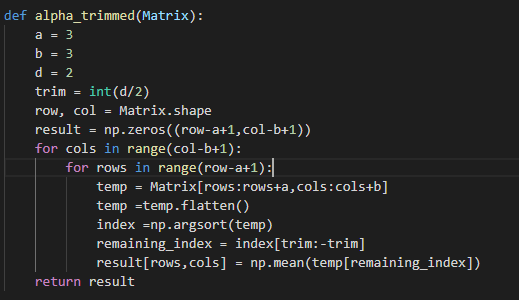 def alpha_trimmed(Matrix):
    a = 3
    b = 3
    d = 2
    trim = int(d/2)
    row, col = Matrix.shape
    result = np.zeros((row-a+1,col-b+1))
    for cols in range(col-b+1):
        for rows in range(row-a+1):
            temp = Matrix[rows:rows+a,cols:cols+b]
            temp =temp.flatten()
            index =np.argsort(temp)
            remaining_index = index[trim:-trim]
            result[rows,cols] = np.mean(temp[remaining_index])
    return result